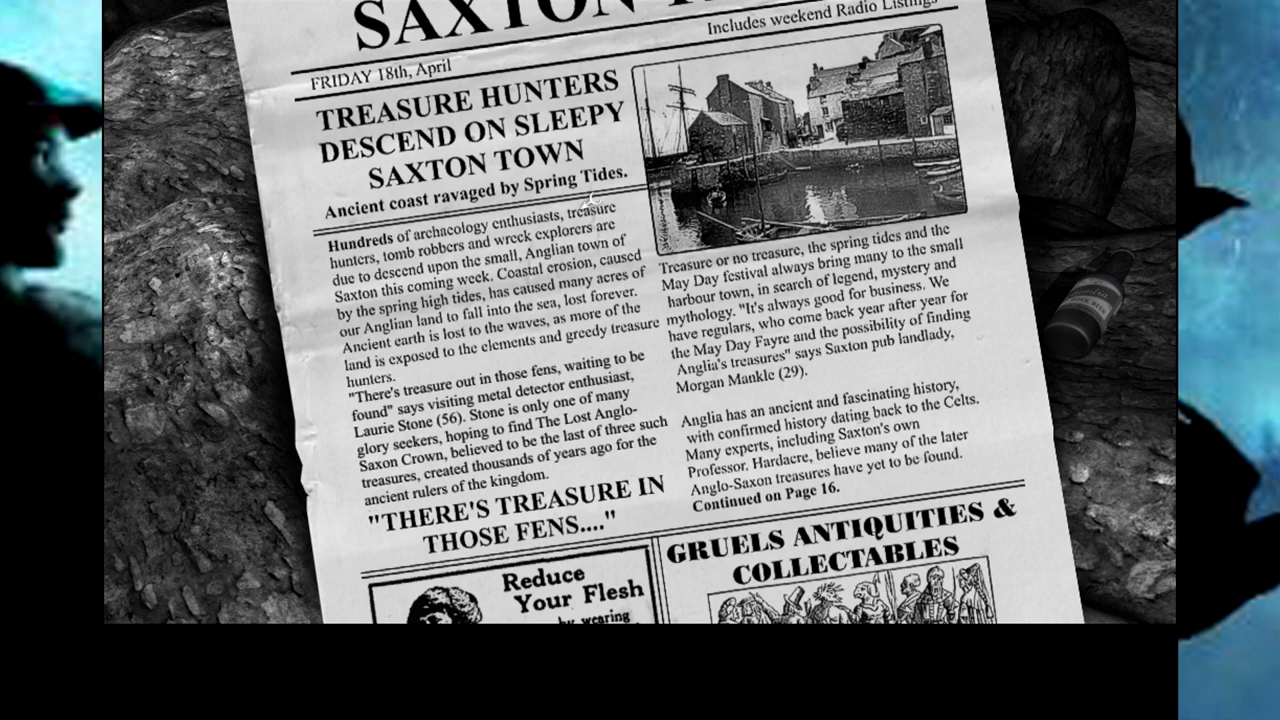 SAXTON
Includes weekend Radio Listings
FRIDAY 18th, April
TREASURE HUNTERS
DESCEND ON SLEEPY
SAXTON TOWN
Ancient coast ravaged by Spring Tides.
Hundreds of archaeology enthusiasts, treasure
hunters, tomb robbers and wreck explorers are
due to descend upon the small, Anglian town of
Saxton this coming week. Coastal erosion, caused
by the spring high tides, has caused many acres of
our Anglian land to fall into the sea, lost forever.
Ancient earth is lost to the waves, as more of the
land is exposed to the elements and greedy treasure
hunters.
"There's treasure out in those fens, waiting to be
found" says visiting metal detector enthusiast,
Laurie Stone (56). Stone is only one of many
glory seekers, hoping to find The Lost Anglo-
Saxon Crown, believed to be the last of three such
treasures, created thousands of years ago for the
ancient rulers of the kingdom.
"THERE'S TREASURE IN
THOSE FENS...."
Treasure or no treasure, the spring tides and the
May Day festival always bring many to the small
harbour town, in search of legend, mystery and
mythology. "It's always good for business. We
have regulars, who come back year after year for
the May Day Fayre and the possibility of finding
Anglia's treasures" says Saxton pub landlady,
Morgan Mankle (29).
Anglia has an ancient and fascinating history,
with confirmed history dating back to the Celts.
Many experts, including Saxton's own
Professor. Hardacre, believe many of the later
Anglo-Saxon treasures have yet to be found.
Continued on Page 16.
Reduce
Your Flesh
by wearing
GRUELS ANTIQUITIES &
COLLECTABLES